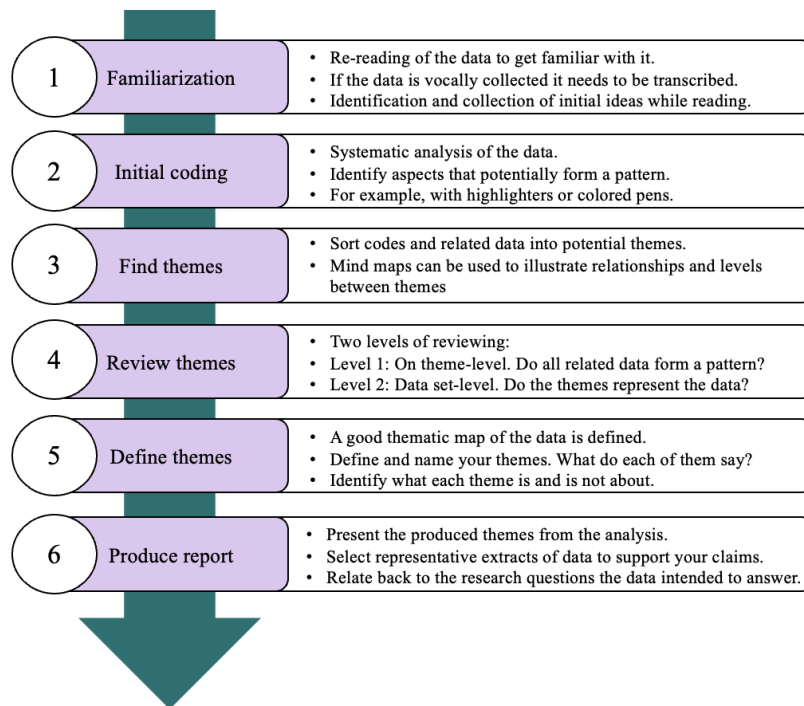 1
Familiarization
• Re-reading of the data to get familiar with it.
• If the data is vocally collected it needs to be transcribed.
• Identification and collection of initial ideas while reading.
2
Initial coding
• Systematic analysis of the data.
• Identify aspects that potentially form a pattern.
• For example, with highlighters or colored pens.
3
Find themes
• Sort codes and related data into potential themes.
• Mind maps can be used to illustrate relationships and levels
between themes
4
Review themes
• Two levels of reviewing:
• Level 1: On theme-level. Do all related data form a pattern?
• Level 2: Data set-level. Do the themes represent the data?
5
Define themes
• A good thematic map of the data is defined.
• Define and name your themes. What do each of them say?
• Identify what each theme is and is not about.
6
Produce report
• Present the produced themes from the analysis.
• Select representative extracts of data to support your claims.
• Relate back to the research questions the data intended to answer.